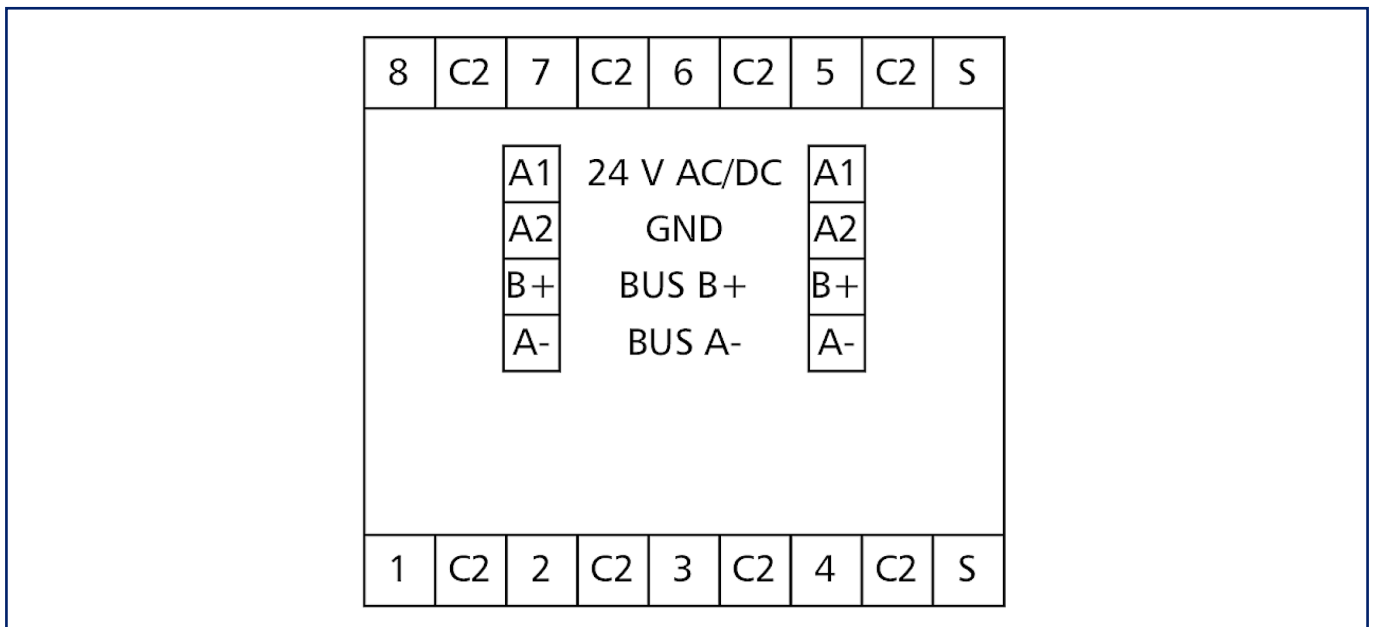 8 C2 7 C2 6 C2 5 C2 S
A1 24 V AC/DC A1
A2 GND A2
B+ BUS B+ B+
A- BUS A- A-
1 C2 2 C2 3 C2 4 C2 S